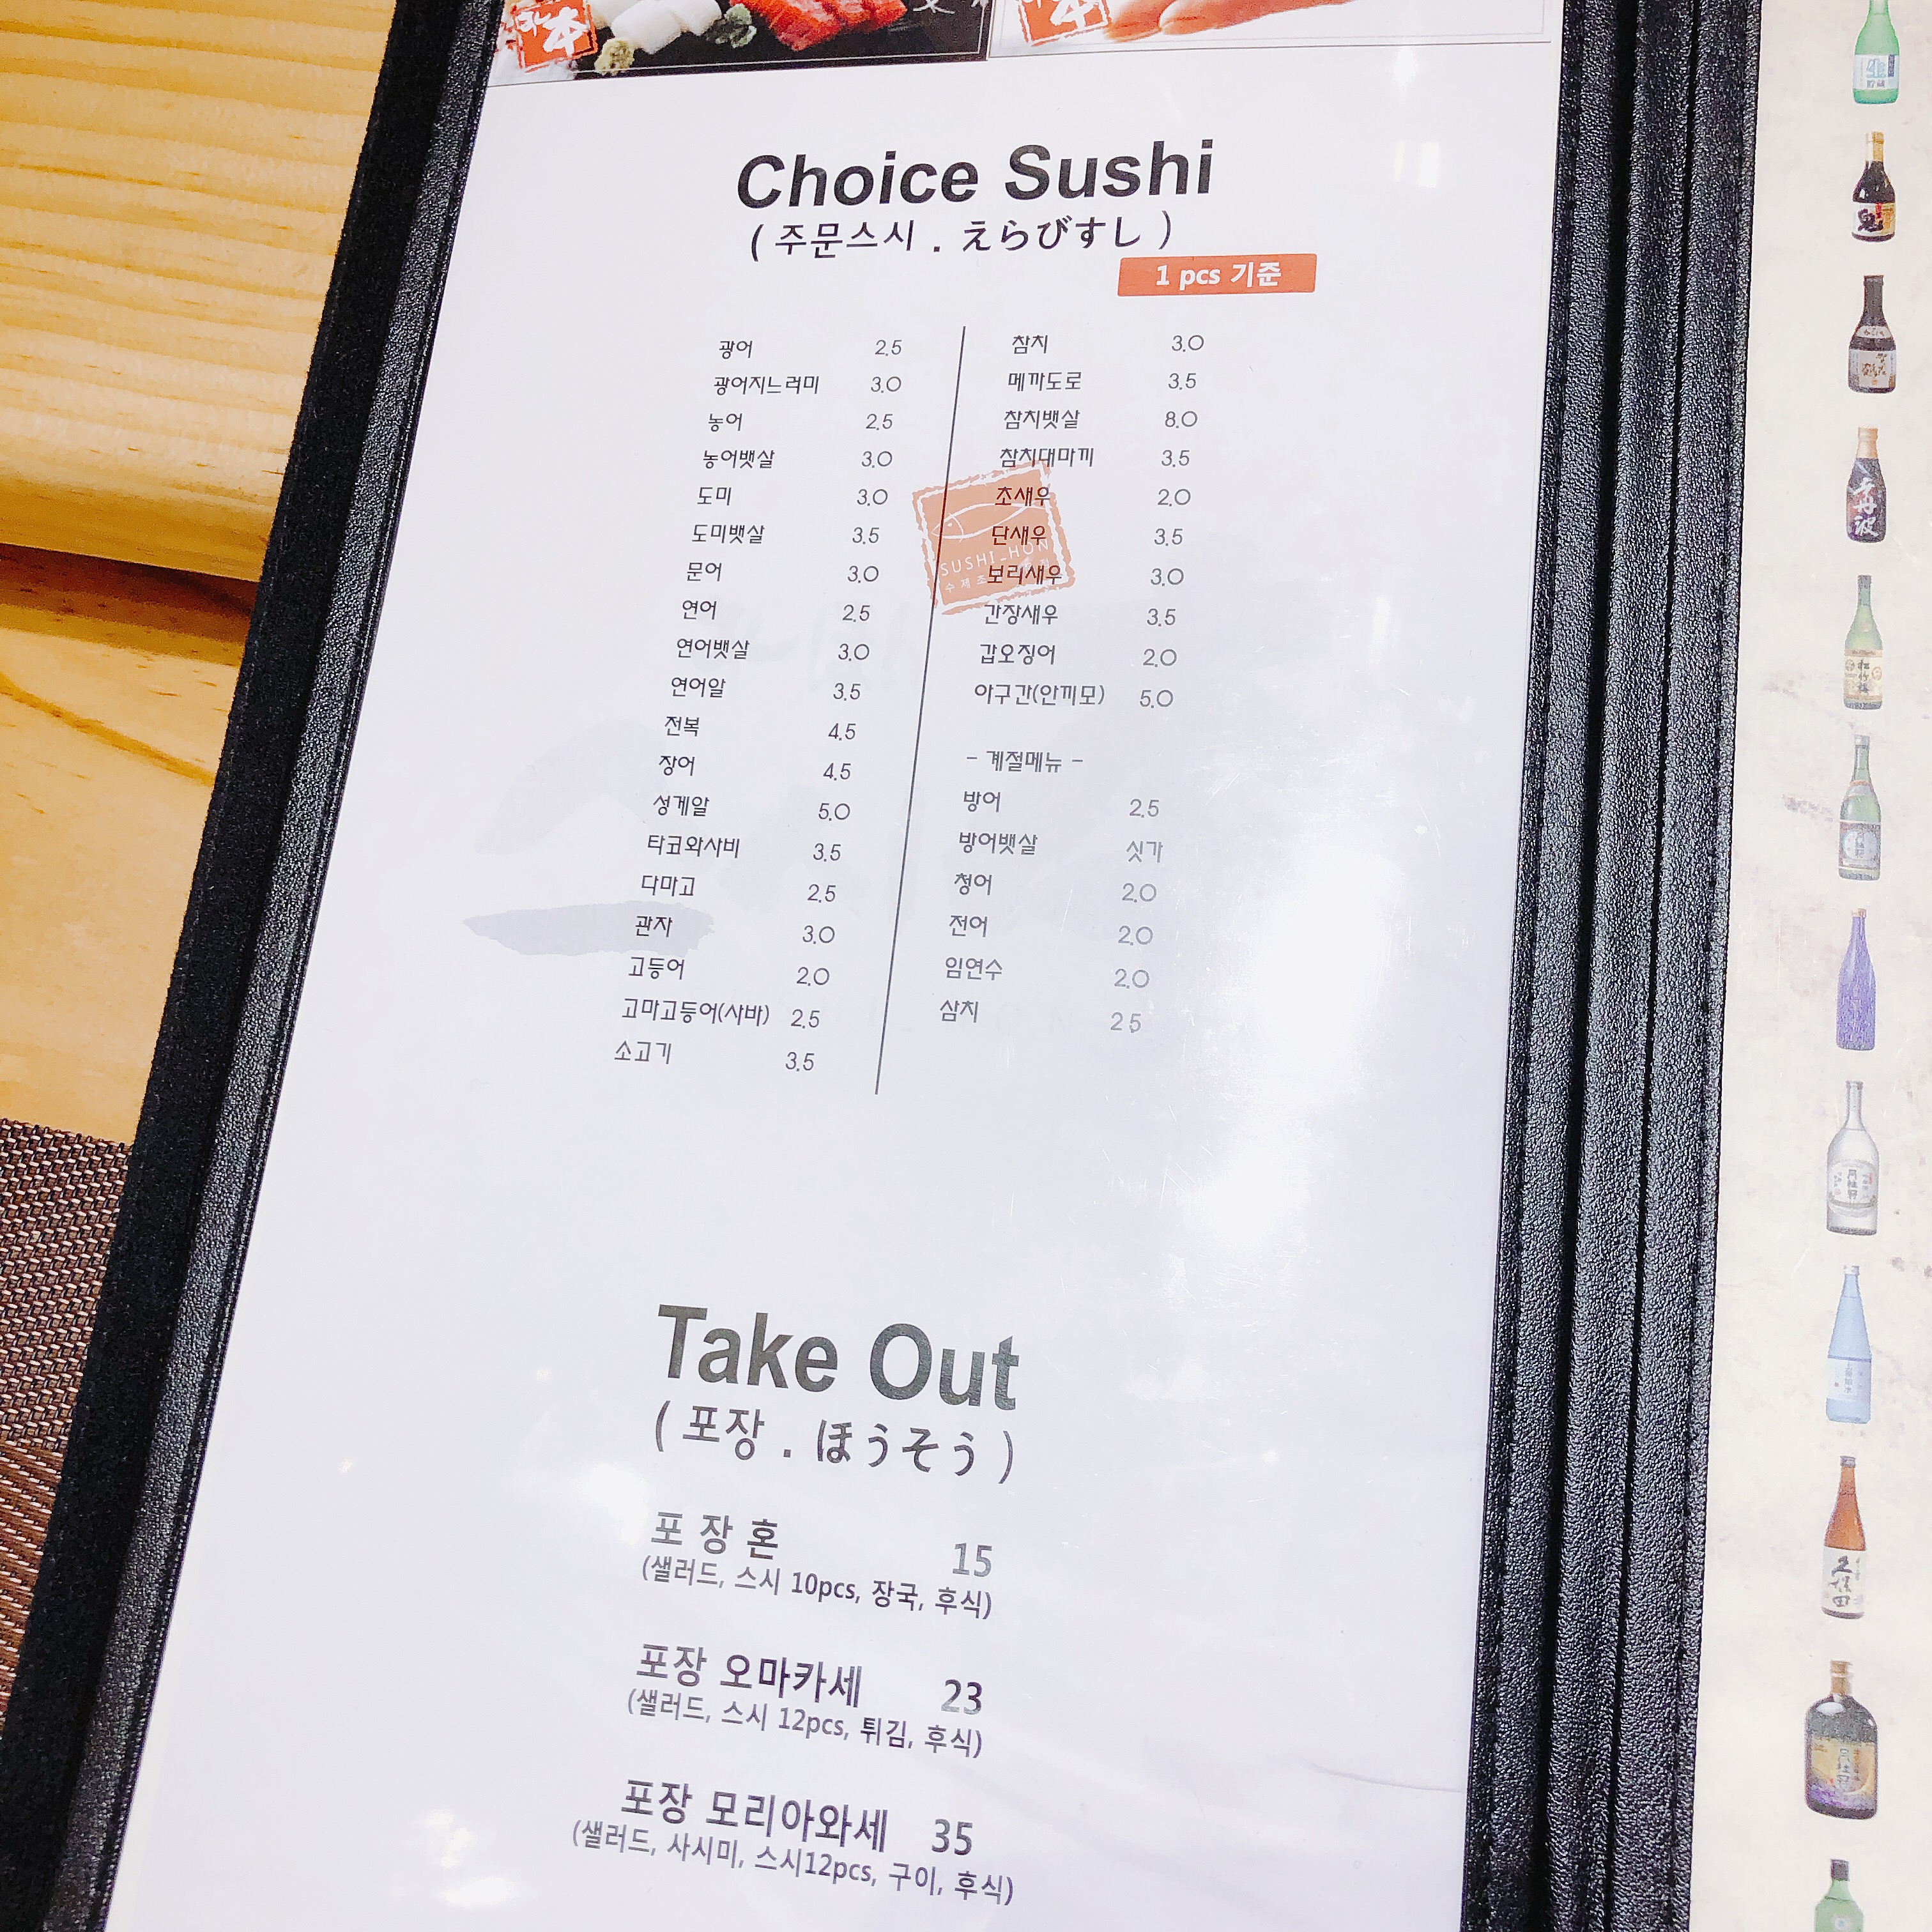 本
本
Choice Sushi
( 주문스시 . えらびすし )
1 pcs 기준
광어 2.5
광어지느러미 3.0
농어 2.5
농어뱃살 3.0
도미 3.0
도미뱃살 3.5
문어 3.0
연어 2.5
연어뱃살 3.0
연어알 3.5
전복 4.5
장어 4.5
성게알 5.0
타코와사비 3.5
다마고 2.5
관자 3.0
고등어 2.0
고마고등어(사바) 2.5
소고기 3.5
참치 3.0
메까도로 3.5
참치뱃살 8.0
참치대마끼 3.5
초새우 2.0
단새우 3.5
보리새우 3.0
간장새우 3.5
갑오징어 2.0
아구간(안끼모) 5.0
- 계절메뉴 -
방어 2.5
방어뱃살 싯가
청어 2.0
전어 2.0
임연수 2.0
삼치 2.5
SUSHI_HON
Take Out
( 포장 . ほうそう )
포 장 혼 15
(샐러드, 스시 10pcs, 장국, 후식)
포장 오마카세 23
(샐러드, 스시 12pcs, 튀김, 후식)
포장 모리아와세 35
(샐러드, 사시미, 스시12pcs, 구이, 후식)
生
鬼
松竹梅
久保田